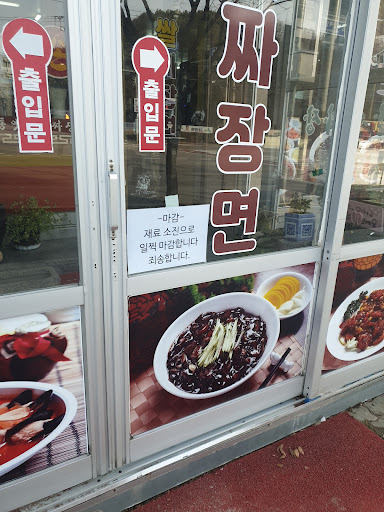 출입문
출입문
짜장면
-마감-
재료 소진으로
일찍 마감합니다
죄송합니다.